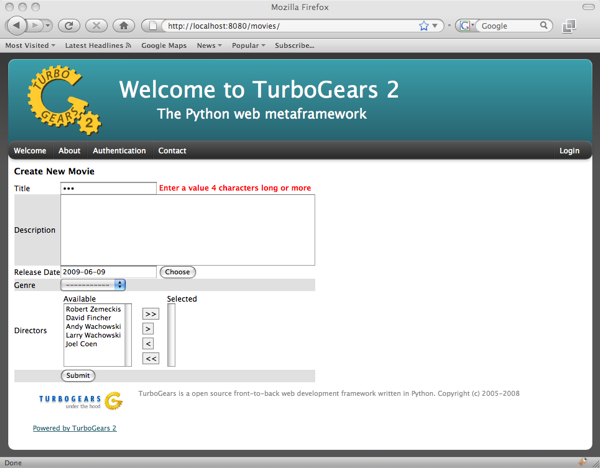 Mozilla Firefox
http://localhost:8080/movies/
Google
Most Visited Latest Headlines Google Maps News Popular Subscribe...
TURBO
GEARS
2
Welcome to TurboGears 2
The Python web metaframework
Welcome About Authentication Contact Login
Create New Movie
Title ••• Enter a value 4 characters long or more
Description
Release Date 2009-06-09 Choose
Genre -----------
Available Selected
Robert Zemeckis
David Fincher
Andy Wachowski
Larry Wachowski
Joel Coen
Directors
>>
>
<
<<
Submit
TURBOGEARS
under the hood
TurboGears is a open source front-to-back web development framework written in Python. Copyright (c) 2005-2008
Powered by TurboGears 2
Done